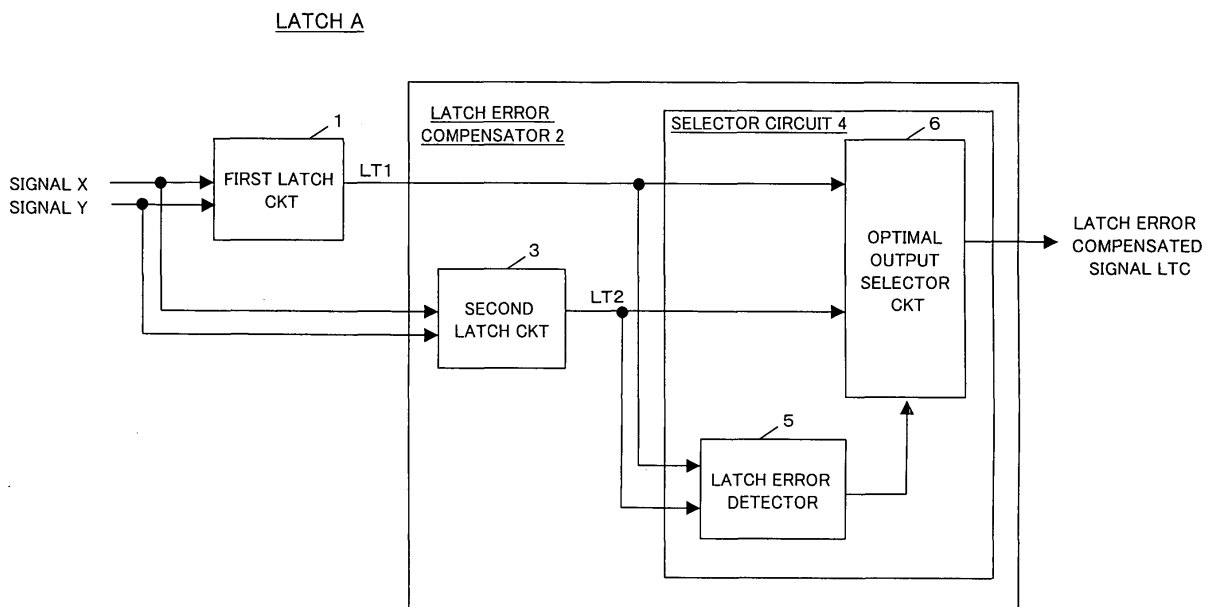 LATCH A
LATCH ERROR
COMPENSATOR 2
SELECTOR CIRCUIT 4
1
6
SIGNAL X
SIGNAL Y
FIRST LATCH
CKT
LT1
OPTIMAL
OUTPUT
SELECTOR
CKT
LATCH ERROR
COMPENSATED
SIGNAL LTC
3
SECOND
LATCH CKT
LT2
5
LATCH ERROR
DETECTOR